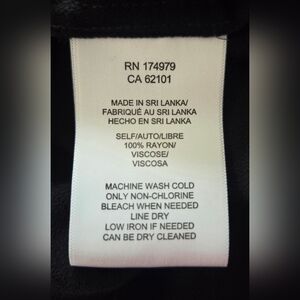 RN 174979
CA 62101
MADE IN SRI LANKA/
FABRIQUÉ AU SRI LANKA
HECHO EN SRI LANKA
SELF/AUTO/LIBRE
100% RAYON/
VISCOSE/
VISCOSA
MACHINE WASH COLD
ONLY NON-CHLORINE
BLEACH WHEN NEEDED
LINE DRY
LOW IRON IF NEEDED
CAN BE DRY CLEANED